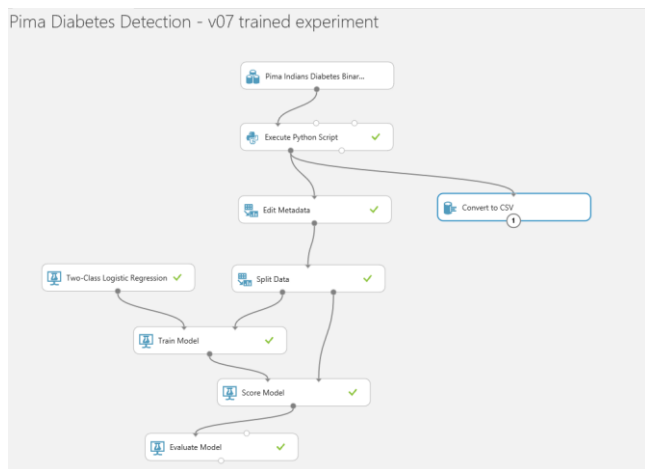 Pima Diabetes Detection - v07 trained experiment
Pima Indians Diabetes Binar...
Execute Python Script
Edit Metadata
Convert to CSV
1
Two-Class Logistic Regression
Split Data
Train Model
Score Model
Evaluate Model